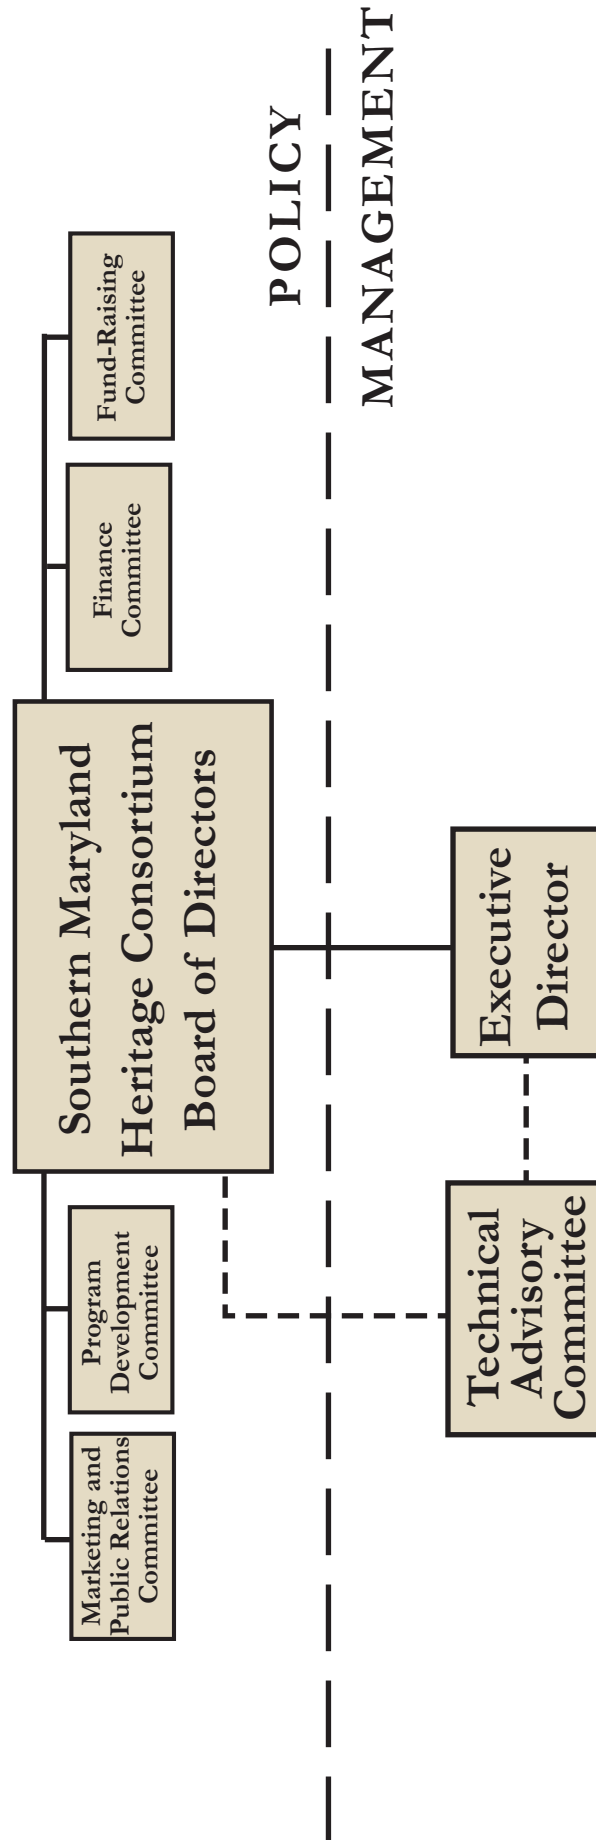 Marketing and
Public Relations
Committee
Program
Development
Committee
Southern Maryland
Heritage Consortium
Board of Directors
Finance
Committee
Fund-Raising
Committee
POLICY
MANAGEMENT
Technical
Advisory
Committee
Executive
Director